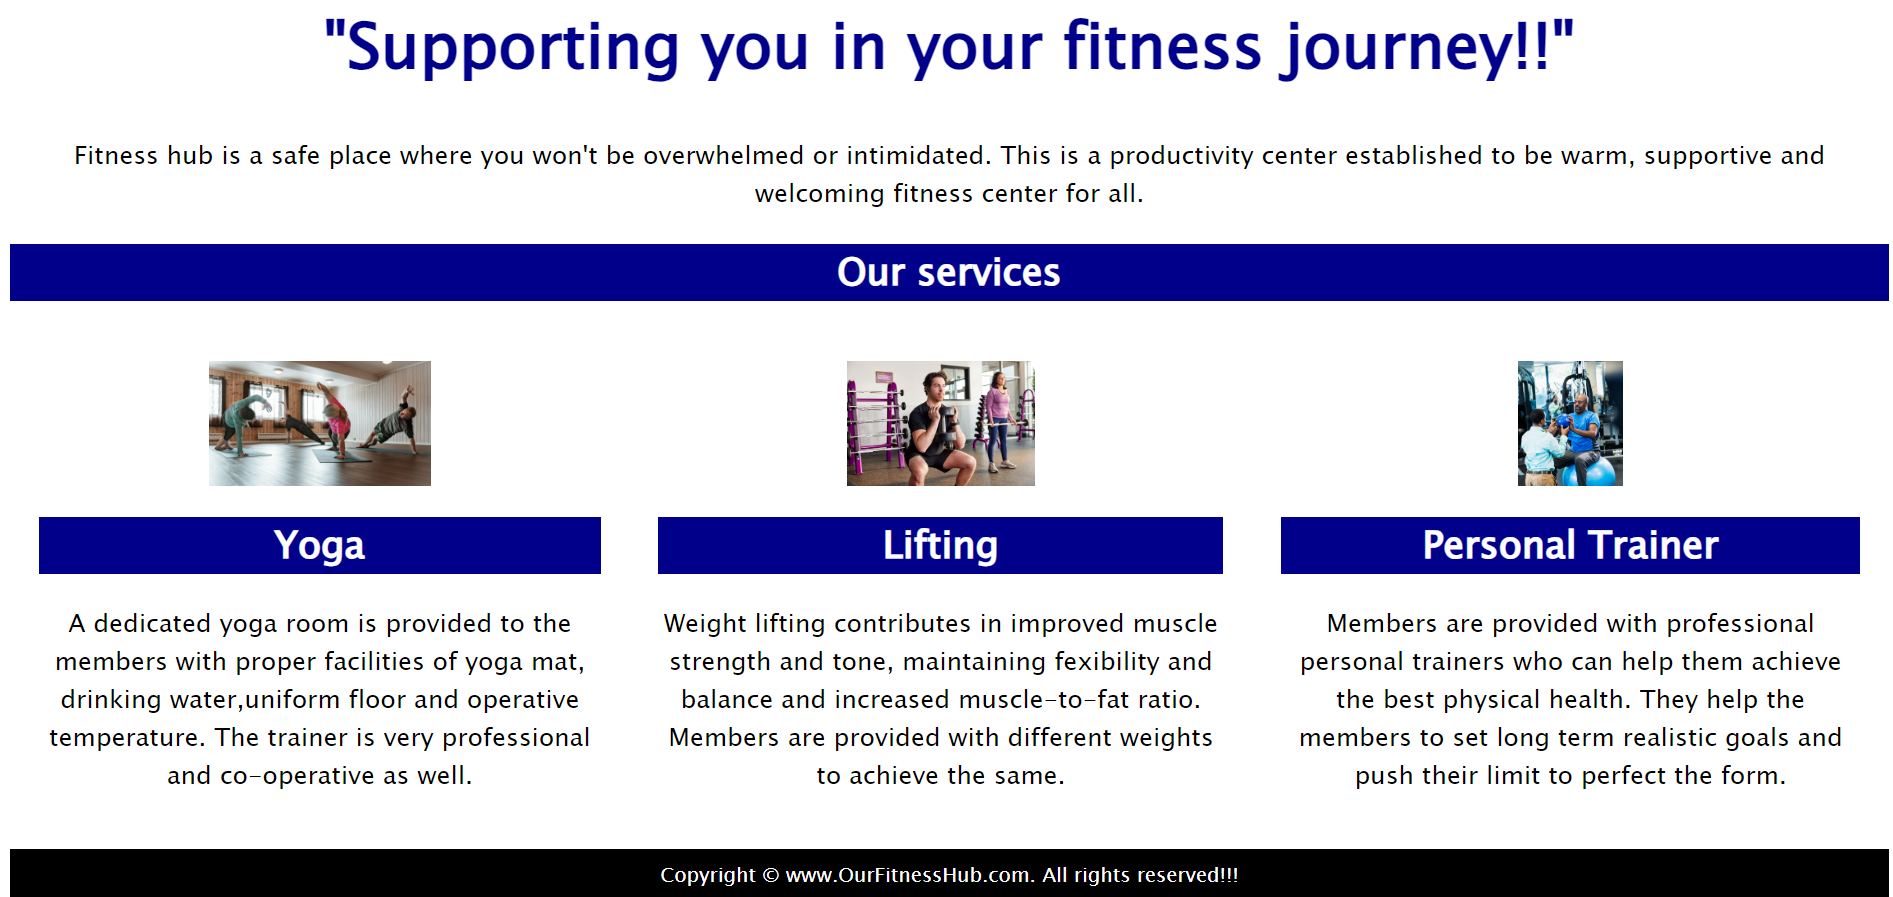 "Supporting you in your fitness journey!!"
Fitness hub is a safe place where you won't be overwhelmed or intimidated. This is a productivity center established to be warm, supportive and
welcoming fitness center for all.
Our services
Yoga
A dedicated yoga room is provided to the
members with proper facilities of yoga mat,
drinking water,uniform floor and operative
temperature. The trainer is very professional
and co-operative as well.
Lifting
Weight lifting contributes in improved muscle
strength and tone, maintaining fexibility and
balance and increased muscle-to-fat ratio.
Members are provided with different weights
to achieve the same.
Personal Trainer
Members are provided with professional
personal trainers who can help them achieve
the best physical health. They help the
members to set long term realistic goals and
push their limit to perfect the form.
Copyright © www.OurFitnessHub.com. All rights reserved!!!